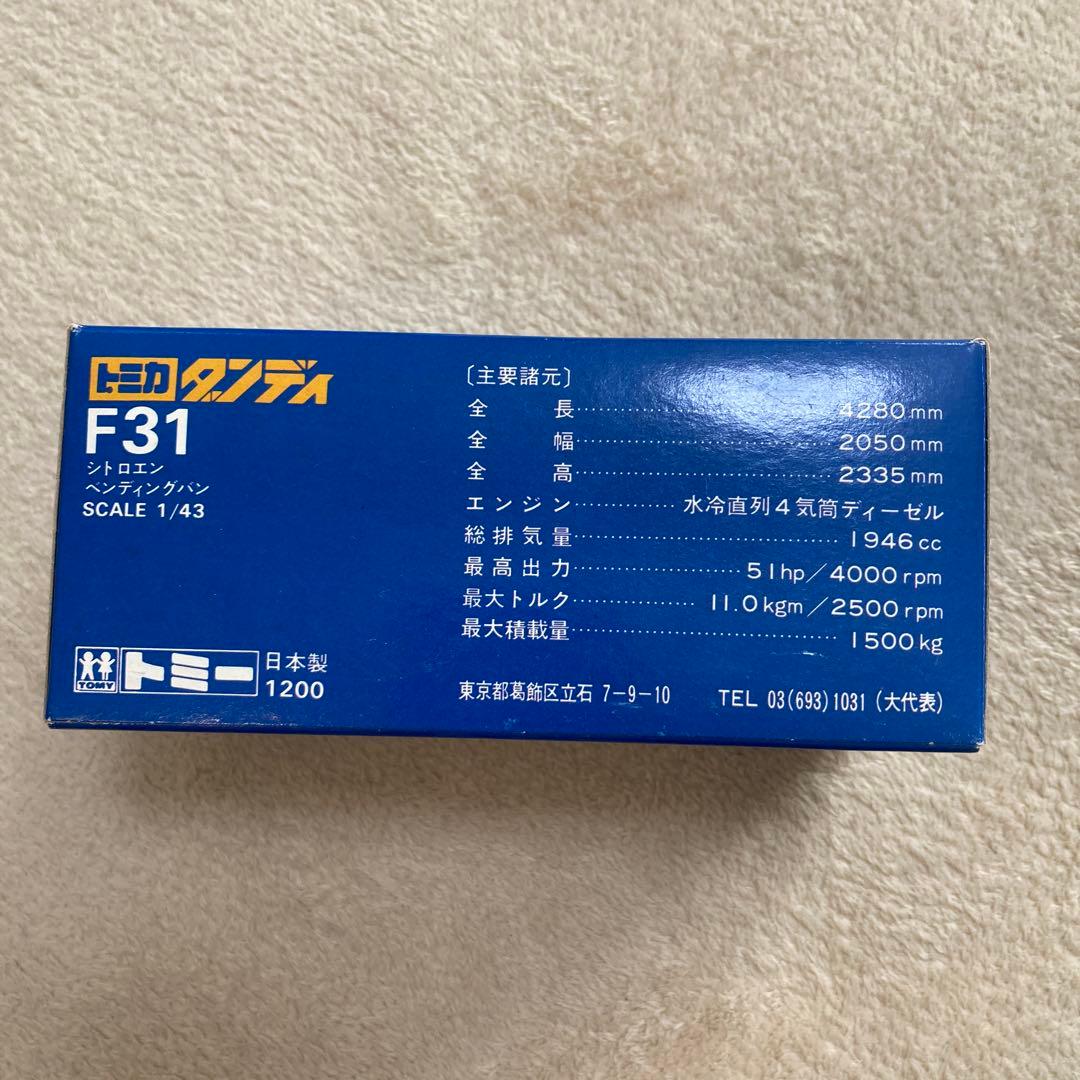 トミカ ダンディ
F31
シトロエン
ベンディングバン
SCALE 1/43
〔主要諸元〕
全長 4280mm
全幅 2050mm
全高 2335mm
エンジン 水冷直列4気筒ディーゼル
総排気量 1946cc
最高出力 51hp/4000rpm
最大トルク 11.0kgm/2500rpm
最大積載量 1500kg
TOMY トミー 日本製
1200
東京都葛飾区立石 7-9-10 TEL 03(693)1031 (大代表)